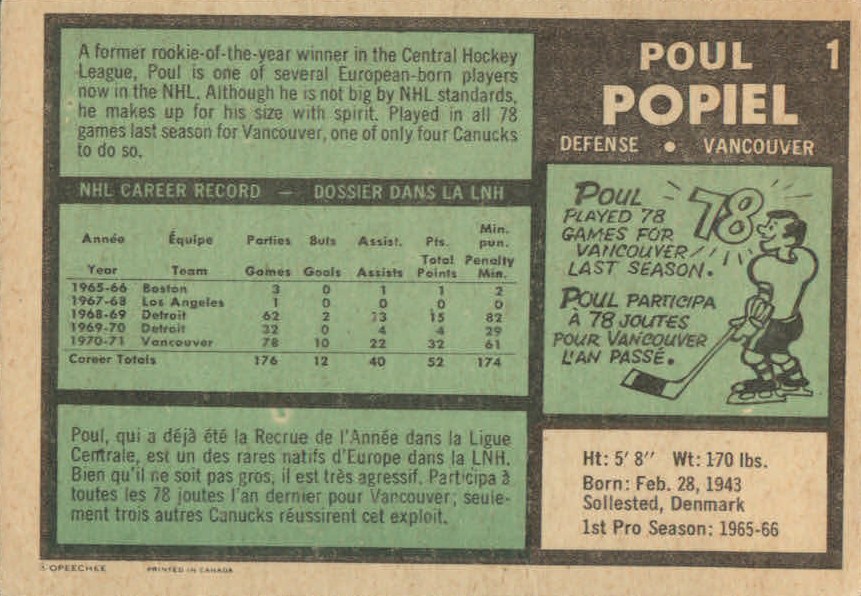 A former rookie-of-the-year winner in the Central Hockey
League, Poul is one of several European-born players
now in the NHL. Although he is not big by NHL standards,
he makes up for his size with spirit. Played in all 78
games last season for Vancouver, one of only four Canucks
to do so.
POUL 1
POPIEL
DEFENSE • VANCOUVER
NHL CAREER RECORD — DOSSIER DANS LA LNH
Année Équipe Parties Buts Assist. Pts. Min. pun.
Year Team Games Goals Assists Total Points Penalty Min.
1965-66 Boston 3 0 1 1 2
1967-68 Los Angeles 1 0 0 0 0
1968-69 Detroit 62 2 13 15 82
1969-70 Detroit 32 0 4 4 29
1970-71 Vancouver 78 10 22 32 61
Career Totals 176 12 40 52 174
POUL
PLAYED 78
GAMES FOR
VANCOUVER
LAST SEASON.
78
POUL PARTICIPA
À 78 JOUTES
POUR VANCOUVER
L'AN PASSÉ.
Poul, qui a déjà été la Recrue de l'Année dans la Ligue
Centrale, est un des rares natifs d'Europe dans la LNH.
Bien qu'il ne soit pas gros, il est très agressif. Participa à
toutes les 78 joutes l'an dernier pour Vancouver, seule-
ment trois autres Canucks réussirent cet exploit.
Ht: 5' 8" Wt: 170 lbs.
Born: Feb. 28, 1943
Sollested, Denmark
1st Pro Season: 1965-66
OPEECHEE PRINTED IN CANADA